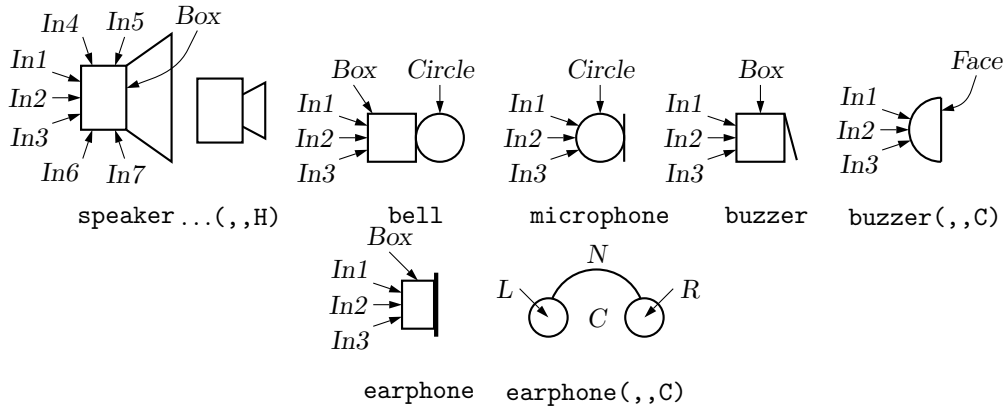 In4 In5 Box
In1
In2
In3
In6 In7
Box Circle
In1
In2
In3
Circle
In1
In2
In3
Box
In1
In2
In3
Face
In1
In2
In3
speaker ...(,,H) bell microphone buzzer buzzer(,,C)
Box
In1
In2
In3
N
L R
C
earphone earphone(,,C)